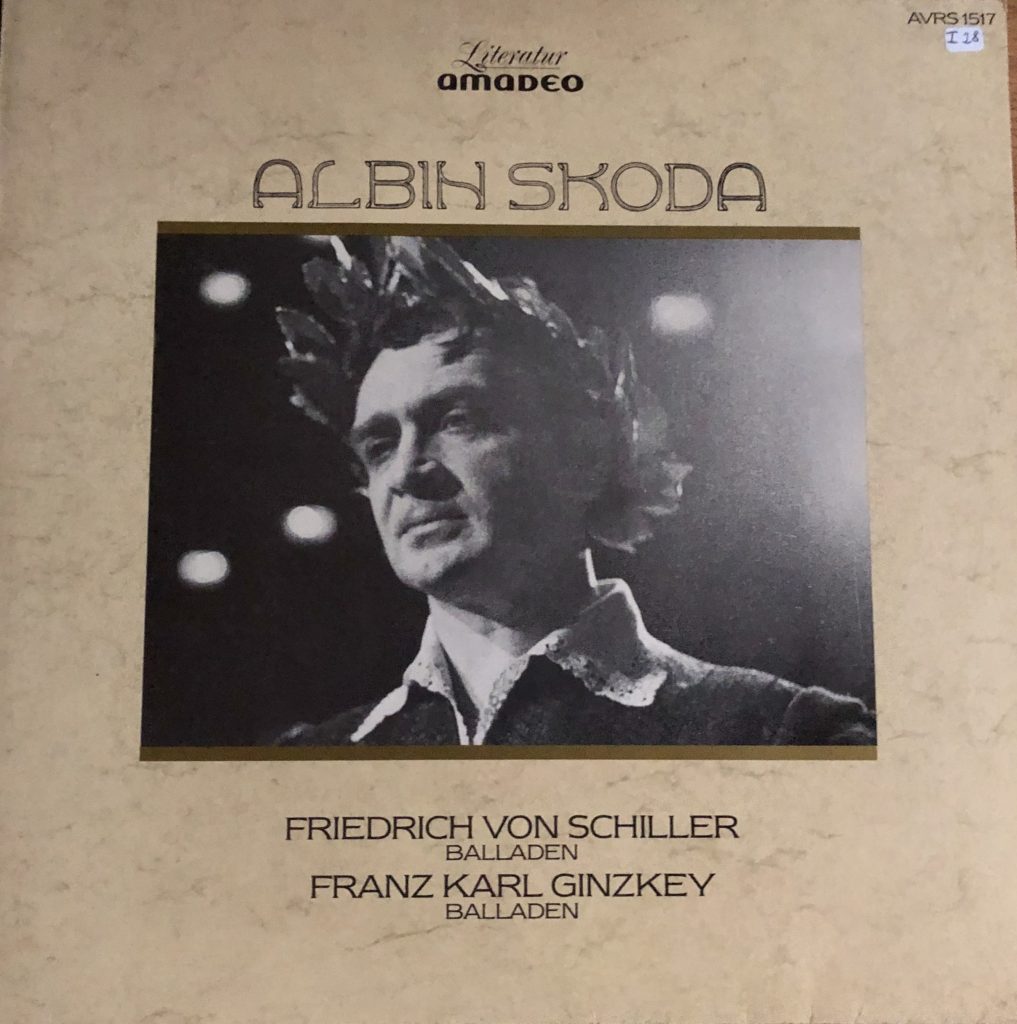 AVRS 1517
I 28
Literatur
AMADEO
ALBIN SKODA
FRIEDRICH VON SCHILLER
BALLADEN
FRANZ KARL GINZKEY
BALLADEN